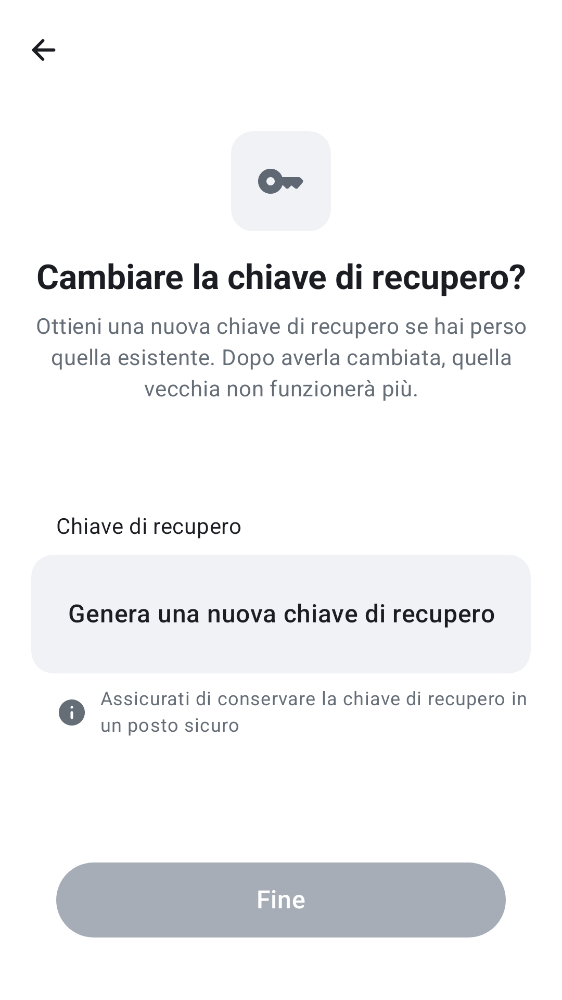 Cambiare la chiave di recupero?
Ottieni una nuova chiave di recupero se hai perso
quella esistente. Dopo averla cambiata, quella
vecchia non funzionerà più.
Chiave di recupero
Genera una nuova chiave di recupero
Assicurati di conservare la chiave di recupero in
un posto sicuro
Fine